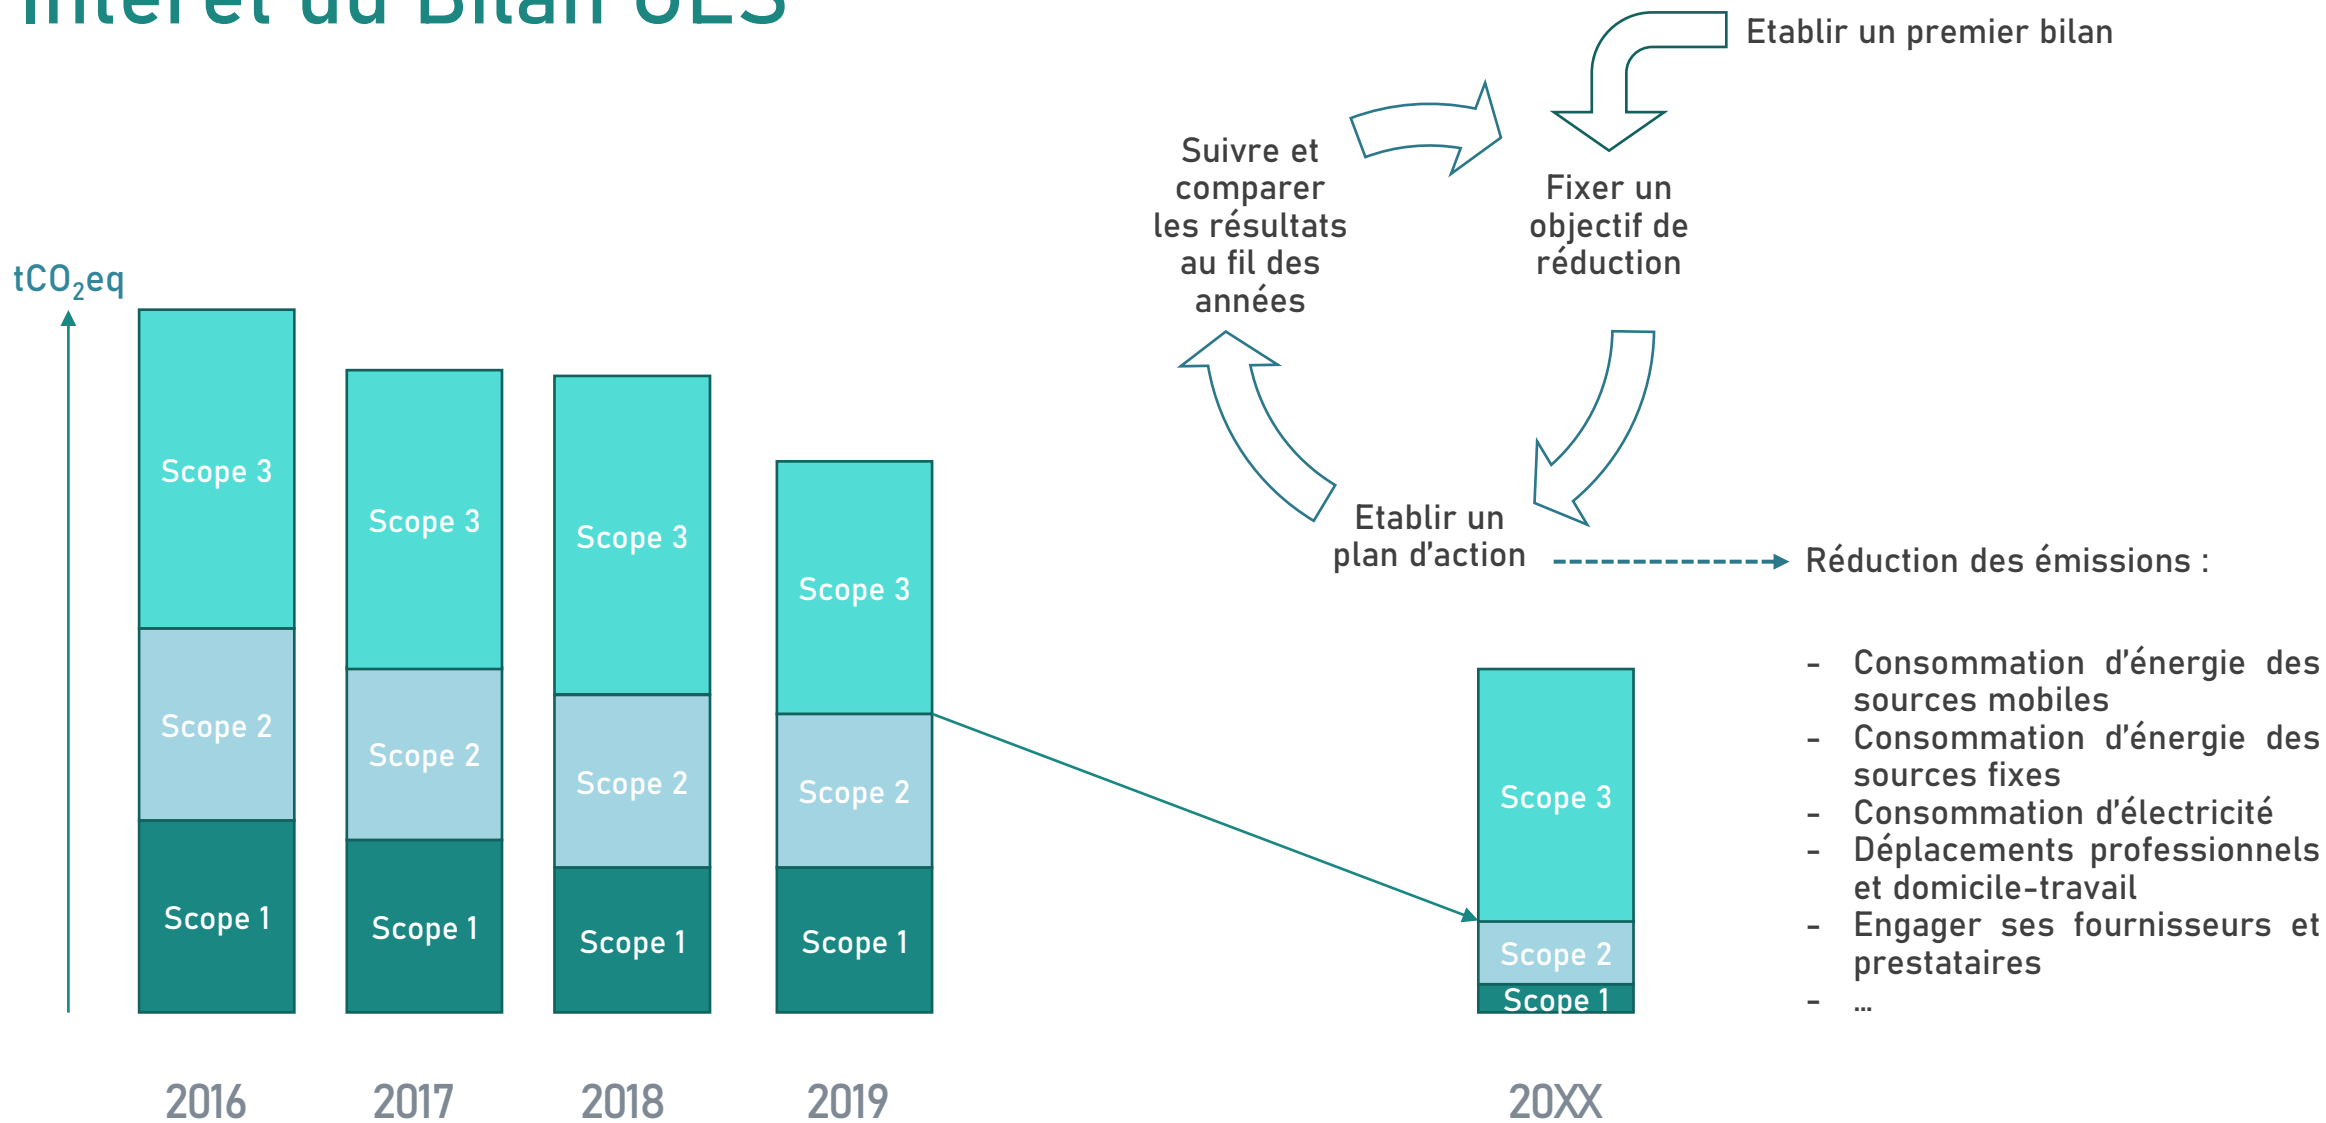 Intérêt du Bilan GES
Etablir un premier bilan
Suivre et
comparer
les résultats
au fil des
années
Fixer un
objectif de
réduction
Etablir un
plan d'action
Réduction des émissions :
- Consommation d'énergie des
sources mobiles
- Consommation d'énergie des
sources fixes
- Consommation d'électricité
- Déplacements professionnels
et domicile-travail
- Engager ses fournisseurs et
prestataires
- ...
tCO₂eq
Scope 3
Scope 2
Scope 1
2016
Scope 3
Scope 2
Scope 1
2017
Scope 3
Scope 2
Scope 1
2018
Scope 3
Scope 2
Scope 1
2019
Scope 3
Scope 2
Scope 1
20XX